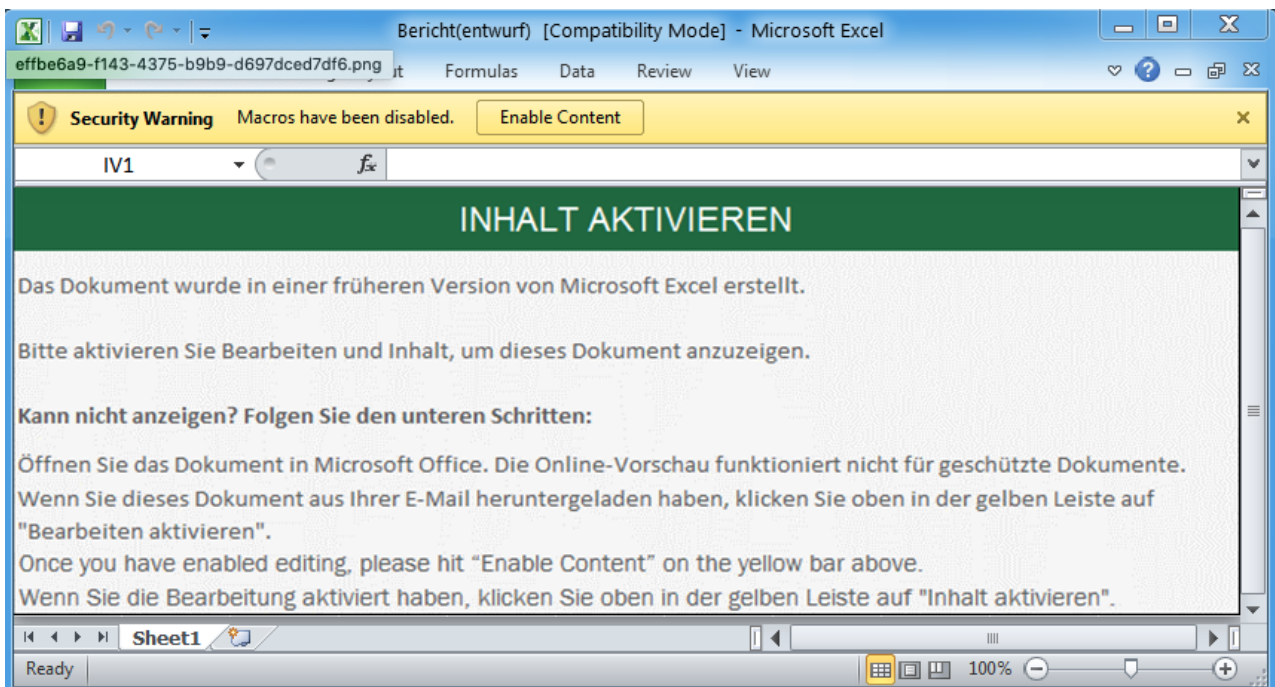 Bericht(entwurf) [Compatibility Mode] - Microsoft Excel
effbe6a9-f143-4375-b9b9-d697dced7df6.png
Formulas Data Review View
Security Warning Macros have been disabled. Enable Content
IV1 fx
INHALT AKTIVIEREN
Das Dokument wurde in einer früheren Version von Microsoft Excel erstellt.
Bitte aktivieren Sie Bearbeiten und Inhalt, um dieses Dokument anzuzeigen.
Kann nicht anzeigen? Folgen Sie den unteren Schritten:
Öffnen Sie das Dokument in Microsoft Office. Die Online-Vorschau funktioniert nicht für geschützte Dokumente.
Wenn Sie dieses Dokument aus Ihrer E-Mail heruntergeladen haben, klicken Sie oben in der gelben Leiste auf
"Bearbeiten aktivieren".
Once you have enabled editing, please hit “Enable Content” on the yellow bar above.
Wenn Sie die Bearbeitung aktiviert haben, klicken Sie oben in der gelben Leiste auf "Inhalt aktivieren".
Sheet1
Ready 100%